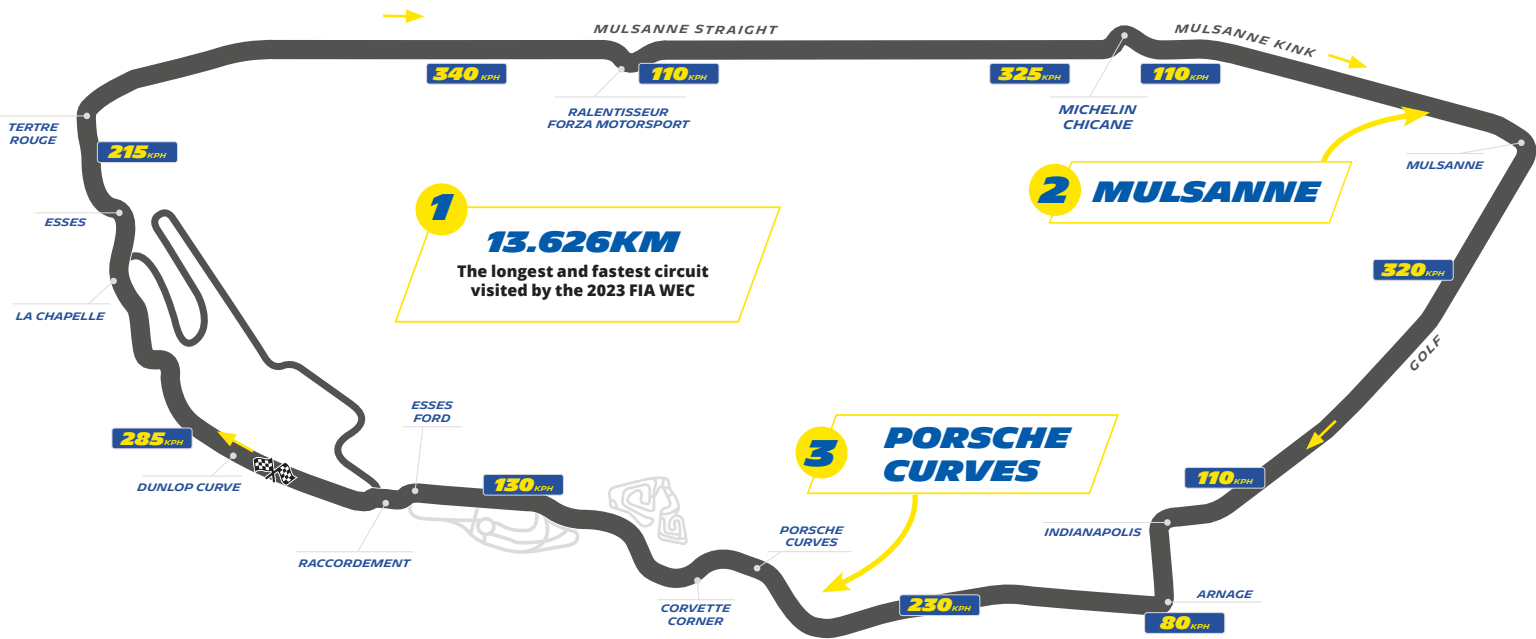 MULSANNE STRAIGHT
MULSANNE KINK
340 KPH
110 KPH
325 KPH
110 KPH
RALENTISSEUR
FORZA MOTORSPORT
MICHELIN
CHICANE
TERTRE
ROUGE
215 KPH
MULSANNE
2 MULSANNE
ESSES
1
13.626KM
The longest and fastest circuit
visited by the 2023 FIA WEC
320 KPH
LA CHAPELLE
GOLF
ESSES
FORD
285 KPH
3
PORSCHE
CURVES
DUNLOP CURVE
130 KPH
110 KPH
PORSCHE
CURVES
INDIANAPOLIS
RACCORDEMENT
CORVETTE
CORNER
230 KPH
ARNAGE
80 KPH